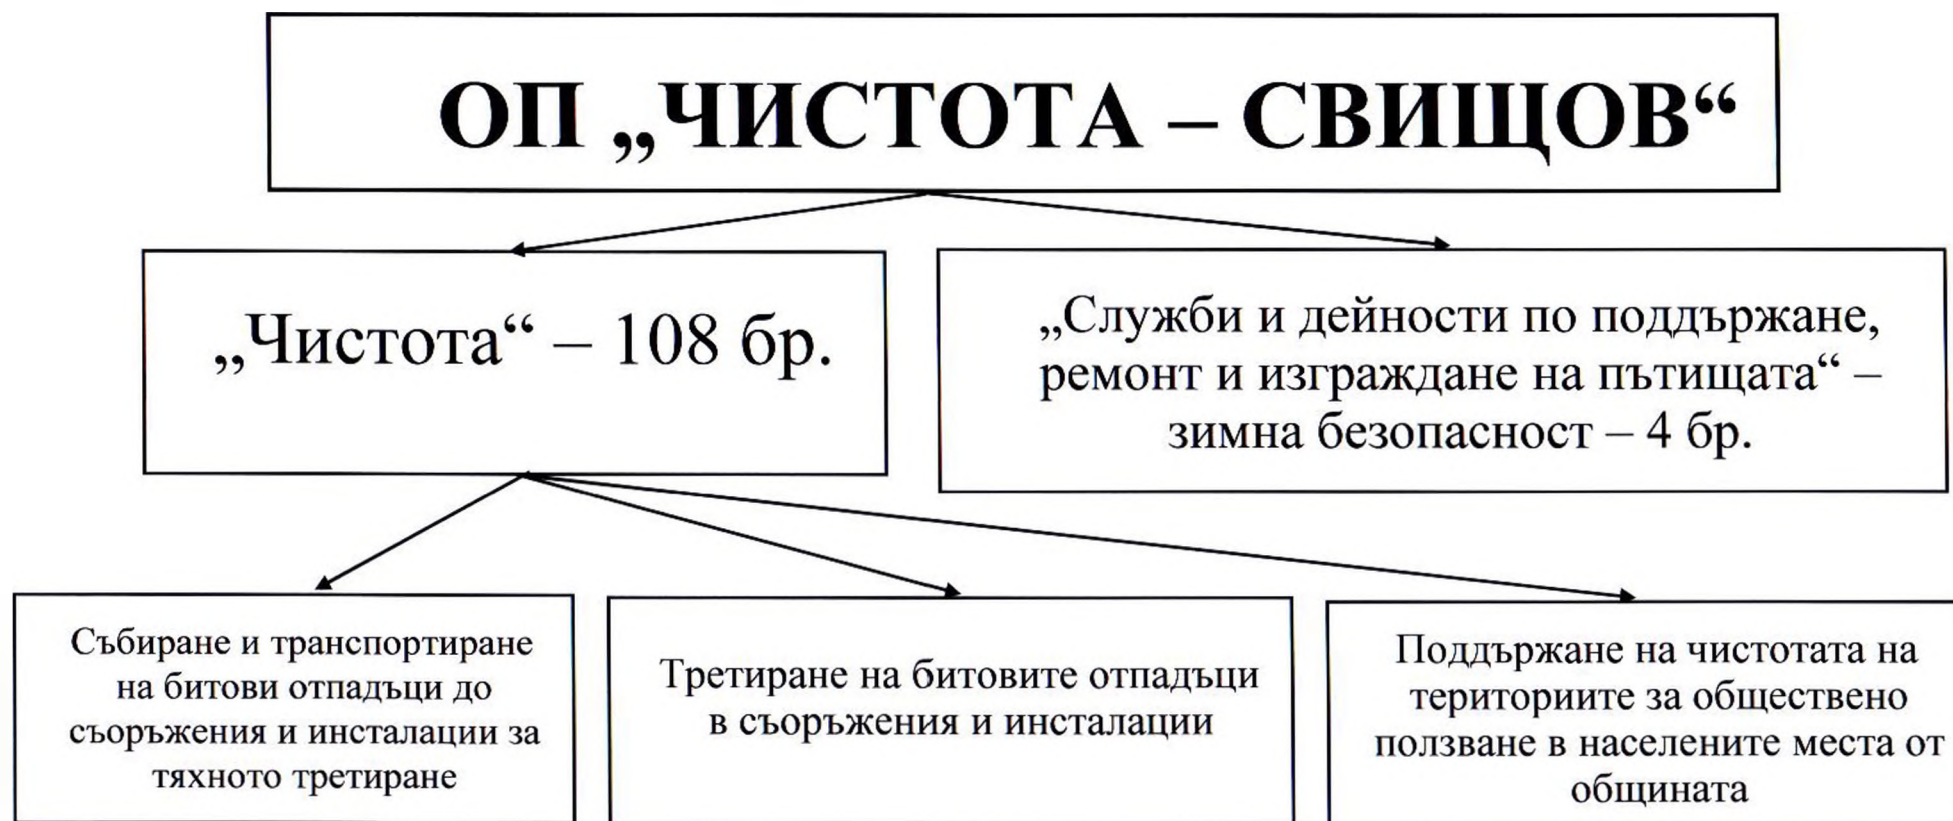 ОП „ЧИСТОТА – СВИЩОВ“
„Чистота“ – 108 бр.
„Служби и дейности по поддържане,
ремонт и изграждане на пътищата“ –
зимна безопасност – 4 бр.
Събиране и транспортиране
на битови отпадъци до
съоръжения и инсталации за
тяхното третиране
Третиране на битовите отпадъци
в съоръжения и инсталации
Поддържане на чистотата на
териториите за обществено
ползване в населените места от
общината